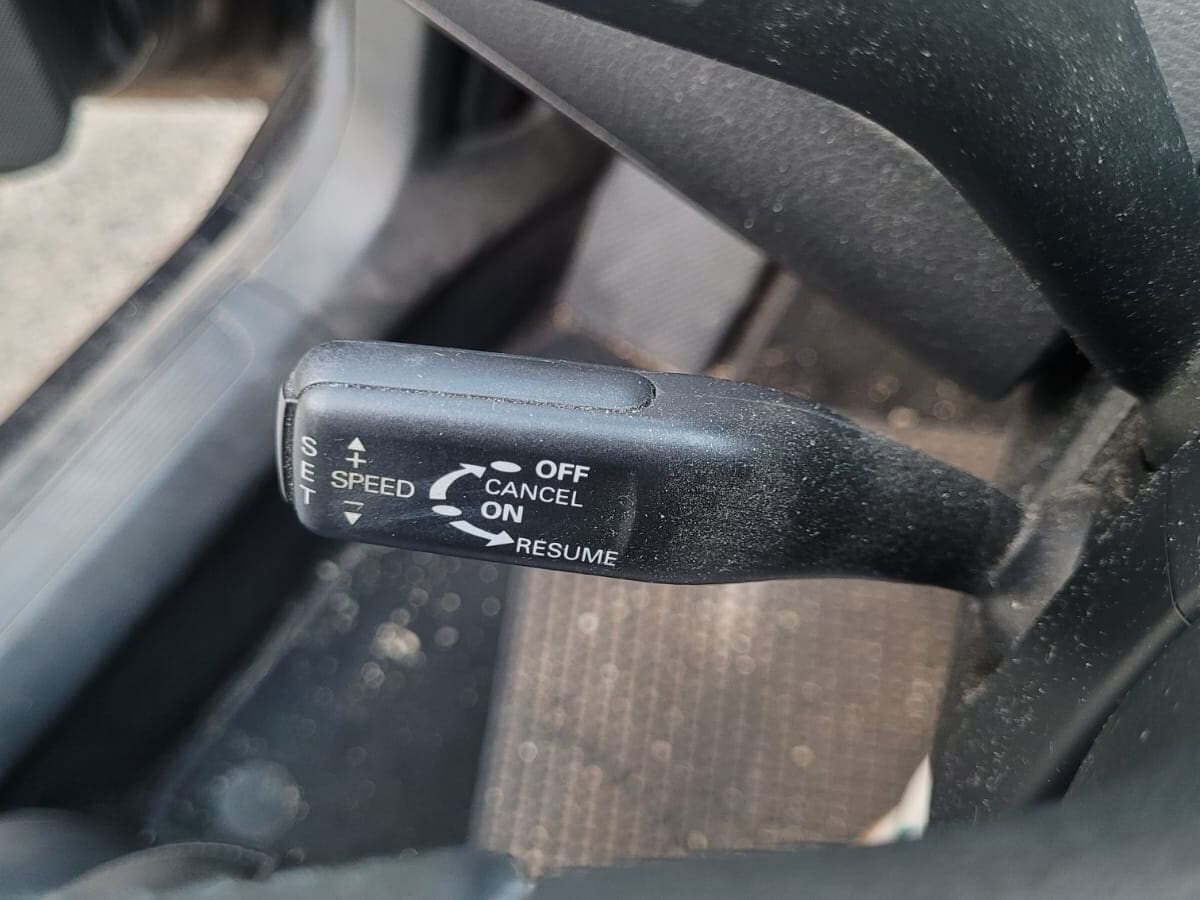 SET
+
SPEED
-
OFF
CANCEL
ON
RESUME